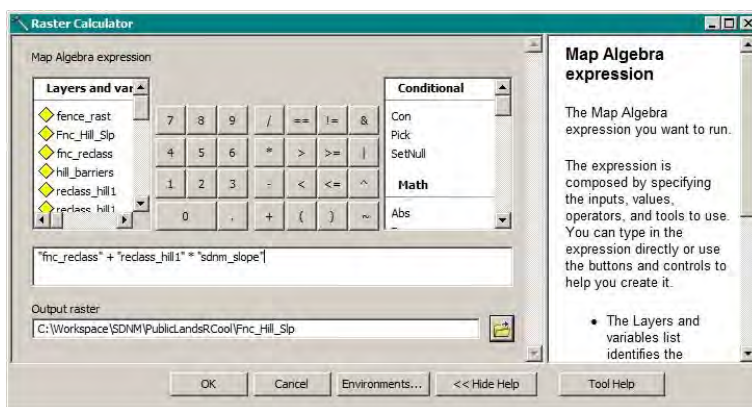 Raster Calculator
Map Algebra expression
Layers and var
fence_rast
Fnc_Hill_Slp
fnc_reclass
hill_barriers
reclass_hill1
reclass_hill1
7 8 9 / == != &
4 5 6 * > >= |
1 2 3 - < <= ^
0 . + ( ) ~
Conditional
Con
Pick
SetNull
Math
Abs
"fnc_reclass" + "reclass_hill1" * "sdnm_slope"
Output raster
C:\Workspace\SDNM\PublicLandsRCool\Fnc_Hill_Slp
OK Cancel Environments... << Hide Help Tool Help
Map Algebra
expression
The Map Algebra
expression you want to run.
The expression is
composed by specifying
the inputs, values,
operators, and tools to use.
You can type in the
expression directly or use
the buttons and controls to
help you create it.
• The Layers and
variables list
identifies the